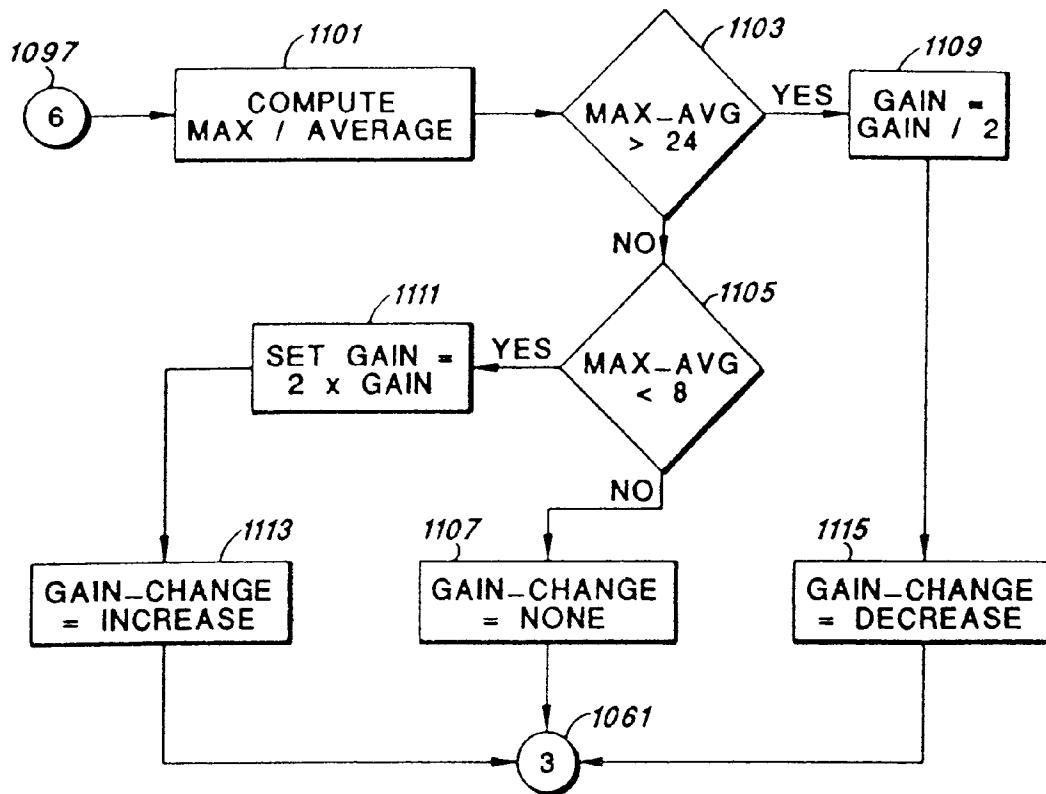 1097
6
1101
COMPUTE
MAX / AVERAGE
1103
MAX_AVG
> 24
YES
1109
GAIN =
GAIN / 2
NO
1105
MAX_AVG
< 8
YES
1111
SET GAIN =
2 x GAIN
NO
1113
GAIN_CHANGE
= INCREASE
1107
GAIN_CHANGE
= NONE
1115
GAIN_CHANGE
= DECREASE
1061
3